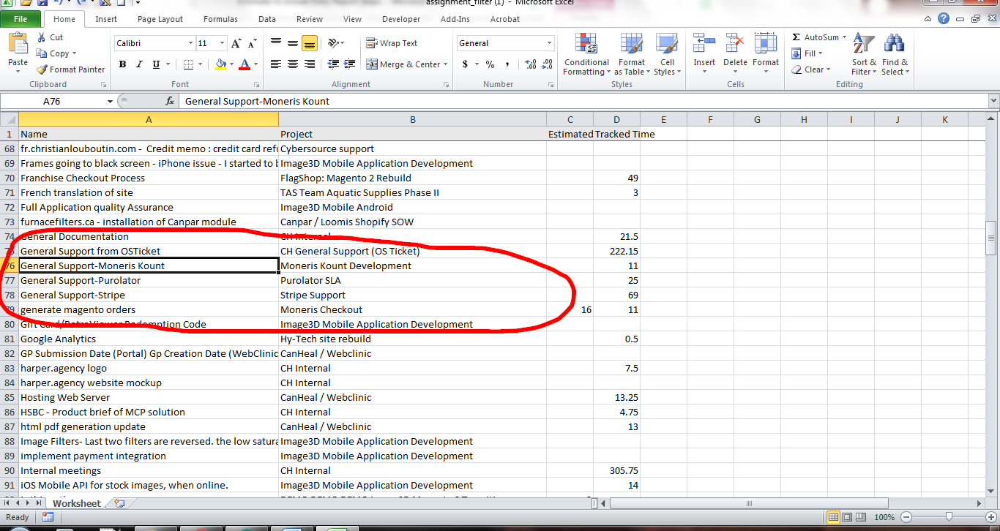 assignment_filter (1) - Microsoft Excel
File Home Insert Page Layout Formulas Data Review View Developer Add-Ins Acrobat
Cut
Copy
Format Painter
Paste
Clipboard
Calibri 11
B I U
Font
Wrap Text
Merge & Center
Alignment
General
$ % ,
Number
Conditional Formatting
Format as Table
Cell Styles
Styles
Insert Delete Format
Cells
AutoSum
Fill
Clear
Sort & Filter
Find & Select
Editing
A76 fx General Support-Moneris Kount
A B C D E F G H I J K
1 Name Project Estimated Tracked Time
68 fr.christianlouboutin.com - Credit memo : credit card refu Cybersource support
69 Frames going to black screen - iPhone issue - I started to b Image3D Mobile Application Development
70 Franchise Checkout Process FlagShop: Magento 2 Rebuild 49
71 French translation of site TAS Team Aquatic Supplies Phase II 3
72 Full Application quality Assurance Image3D Mobile Android
73 furnacefilters.ca - installation of Canpar module Canpar / Loomis Shopify SOW
74 General Documentation CH Internal 21.5
75 General Support from OSTicket CH General Support (OS Ticket) 222.15
76 General Support-Moneris Kount Moneris Kount Development 11
77 General Support-Purolator Purolator SLA 25
78 General Support-Stripe Stripe Support 69
79 generate magento orders Moneris Checkout 16 11
80 Gift Card/RetroViewer Redemption Code Image3D Mobile Application Development
81 Google Analytics Hy-Tech site rebuild 0.5
82 GP Submission Date (Portal) Gp Creation Date (WebClinic CanHeal / Webclinic
83 harper.agency logo CH Internal 7.5
84 harper.agency website mockup CH Internal
85 Hosting Web Server CanHeal / Webclinic 13.25
86 HSBC - Product brief of MCP solution CH Internal 4.75
87 html pdf generation update CanHeal / Webclinic 13
88 Image Filters- Last two filters are reversed. the low satura Image3D Mobile Application Development
89 implement payment integration Image3D Mobile Application Development
90 Internal meetings CH Internal 305.75
91 iOS Mobile API for stock images, when online. Image3D Mobile Application Development 14
Worksheet
Ready 100%